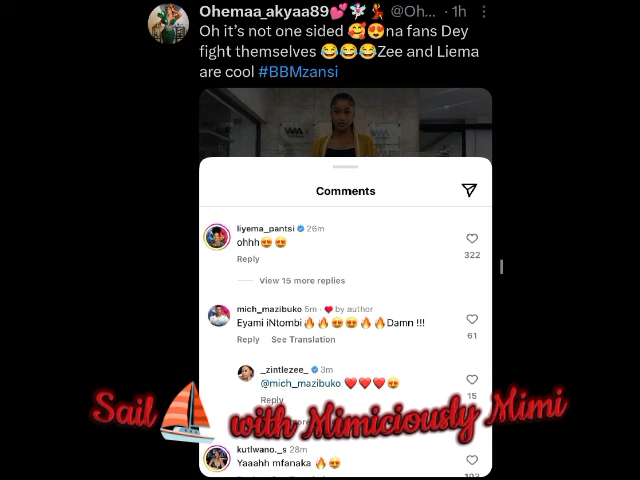 Ohemaa_akyaa89💕🧚💃 @Oh... · 1h
Oh it's not one sided 🥰😍na fans Dey
fight themselves 😂😂😂Zee and Liema
are cool #BBMzansi
Comments
liyema_pantsi 26m
ohhh😍😍
322
Reply
View 15 more replies
mich_mazibuko 5m · ❤️ by author
Eyami iNtombi🔥🔥😍😍🔥🔥Damn !!!
61
Reply See Translation
_zintlezee_ 3m
@mich_mazibuko ❤️❤️❤️😍
15
Reply
Sail ⛵ with Mimiciously Mimi
kutlwano._s 28m
Yaaahh mfanaka 🔥😍